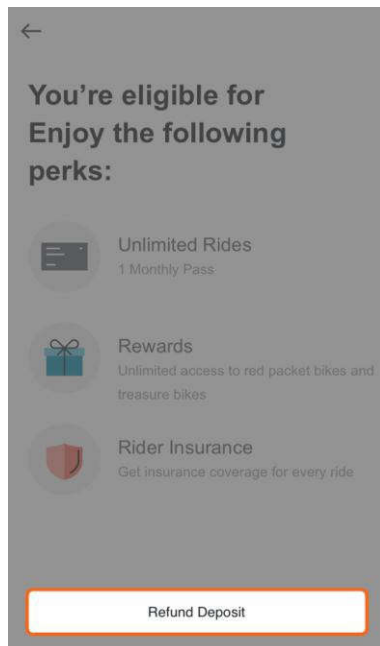 You're eligible for
Enjoy the following
perks:
Unlimited Rides
1 Monthly Pass
Rewards
Unlimited access to red packet bikes and
treasure bikes
Rider Insurance
Get insurance coverage for every ride
Refund Deposit